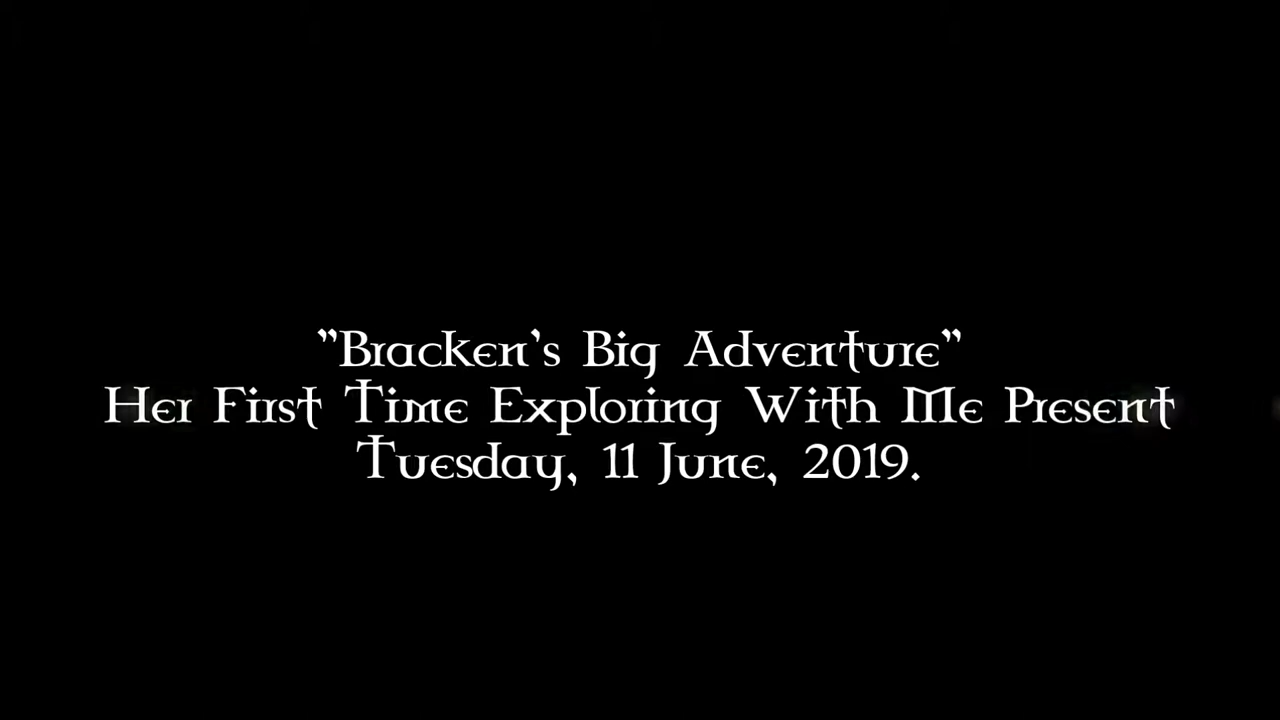 "Bracken's Big Adventure"
Her First Time Exploring With Me Present
Tuesday, 11 June, 2019.